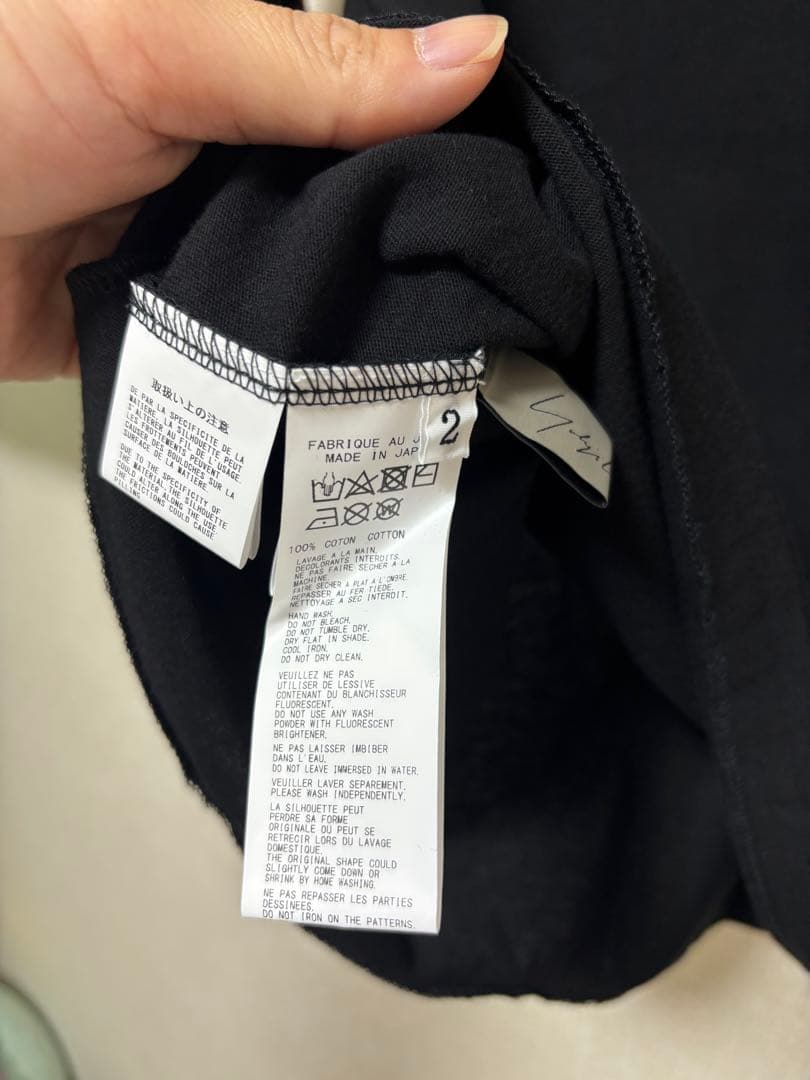 取扱い上の注意
DE PAR LA SPECIFICITE DE LA
MATIERE, LA SILHOUETTE PEUT
S'ALTERER AU FIL DE L'USAGE.
LES FROTTEMENTS PEUVENT
CAUSER DES BOULOCHES SUR LA
SURFACE DE LA MATIERE.
DUE TO THE SPECIFICITY OF
THE MATERIAL, THE SILHOUETTE
COULD ALTER ALONG THE USE.
THE FRICTIONS COULD CAUSE
PILLING.
2
FABRIQUE AU J
MADE IN JAP
100% COTON COTTON
LAVAGE A LA MAIN.
DECOLORANTS INTERDITS.
NE PAS FAIRE SECHER A LA
MACHINE.
FAIRE SECHER A PLAT A L'OMBRE.
REPASSER AU FER TIEDE.
NETTOYAGE A SEC INTERDIT.
HAND WASH.
DO NOT BLEACH.
DO NOT TUMBLE DRY.
DRY FLAT IN SHADE.
COOL IRON.
DO NOT DRY CLEAN.
VEUILLEZ NE PAS
UTILISER DE LESSIVE
CONTENANT DU BLANCHISSEUR
FLUORESCENT.
DO NOT USE ANY WASH
POWDER WITH FLUORESCENT
BRIGHTENER.
NE PAS LAISSER IMBIBER
DANS L'EAU.
DO NOT LEAVE IMMERSED IN WATER.
VEUILLER LAVER SEPAREMENT.
PLEASE WASH INDEPENDENTLY.
LA SILHOUETTE PEUT
PERDRE SA FORME
ORIGINALE OU PEUT SE
RETRECIR LORS DU LAVAGE
DOMESTIQUE.
THE ORIGINAL SHAPE COULD
SLIGHTLY COME DOWN OR
SHRINK BY HOME WASHING.
NE PAS REPASSER LES PARTIES
DESSINEES.
DO NOT IRON ON THE PATTERNS.